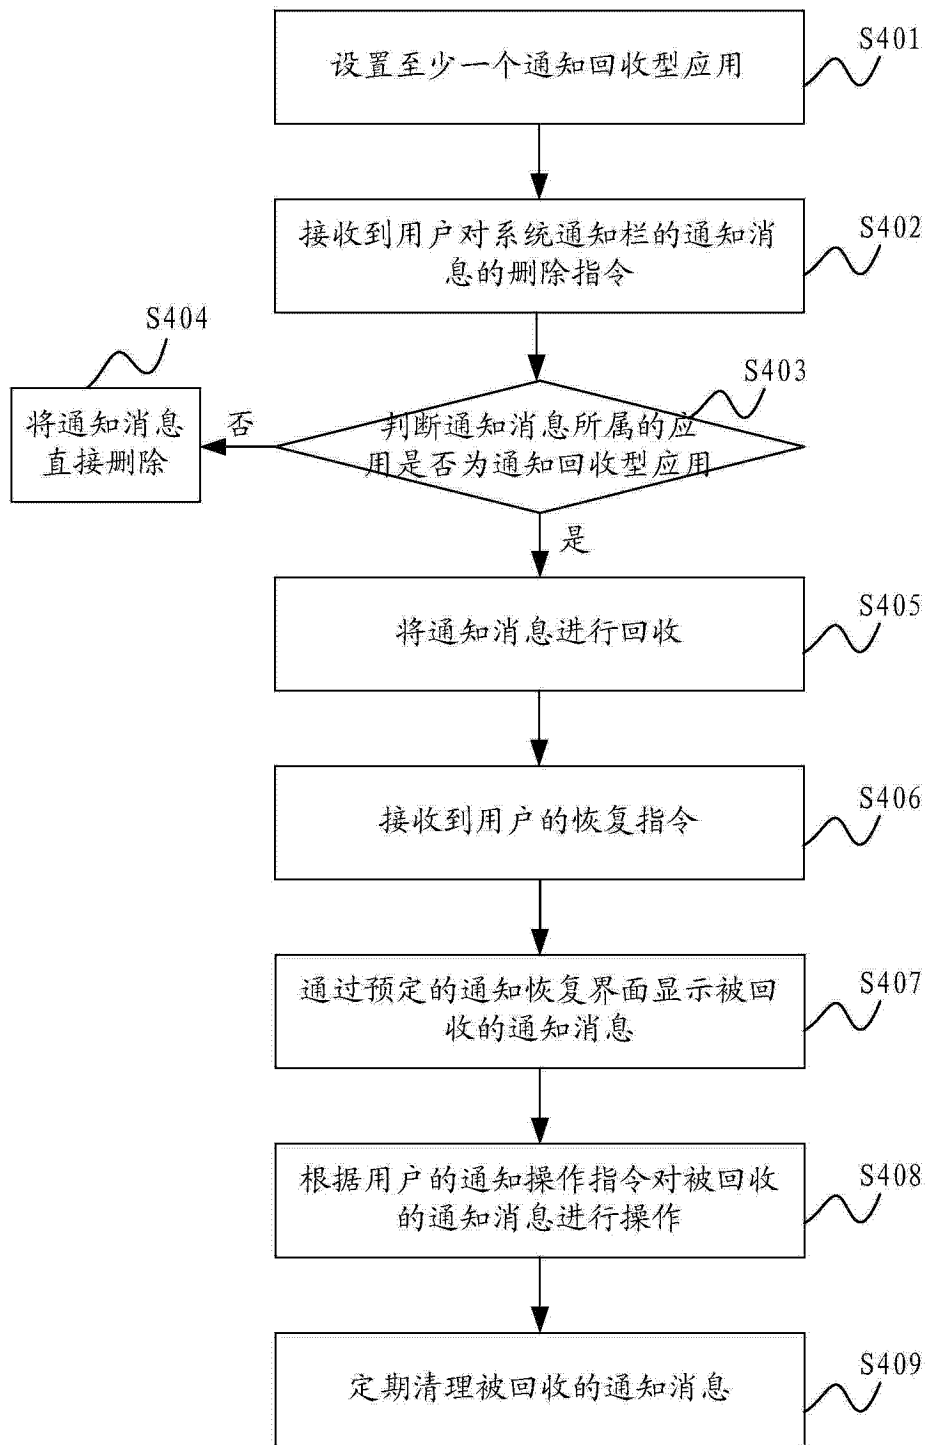 设置至少一个通知回收型应用
S401
接收到用户对系统通知栏的通知消
息的删除指令
S402
S404
将通知消息
直接删除
否
S403
判断通知消息所属的应
用是否为通知回收型应用
是
将通知消息进行回收
S405
接收到用户的恢复指令
S406
通过预定的通知恢复界面显示被回
收的通知消息
S407
根据用户的通知操作指令对被回收
的通知消息进行操作
S408
定期清理被回收的通知消息
S409